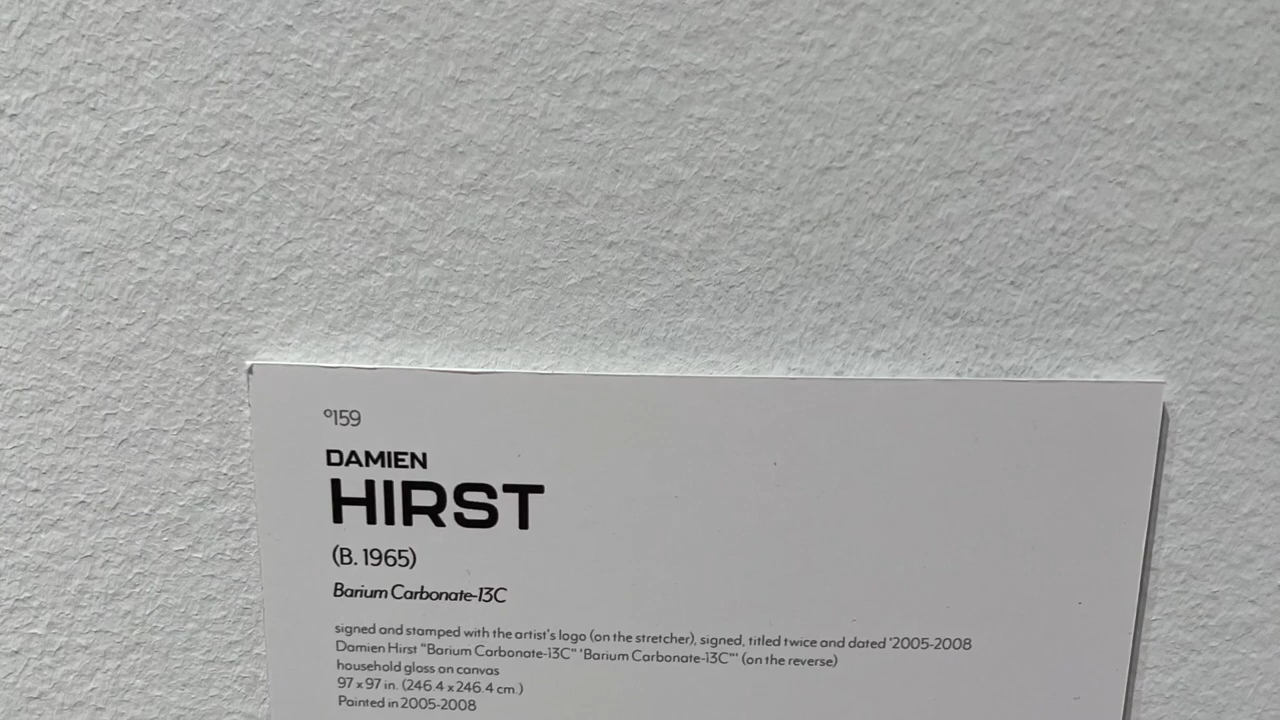 º159
DAMIEN
HIRST
(B. 1965)
Barium Carbonate-13C
signed and stamped with the artist's logo (on the stretcher), signed, titled twice and dated '2005-2008
Damien Hirst "Barium Carbonate-13C" 'Barium Carbonate-13C"' (on the reverse)
household gloss on canvas
97 x 97 in. (246.4 x 246.4 cm.)
Painted in 2005-2008